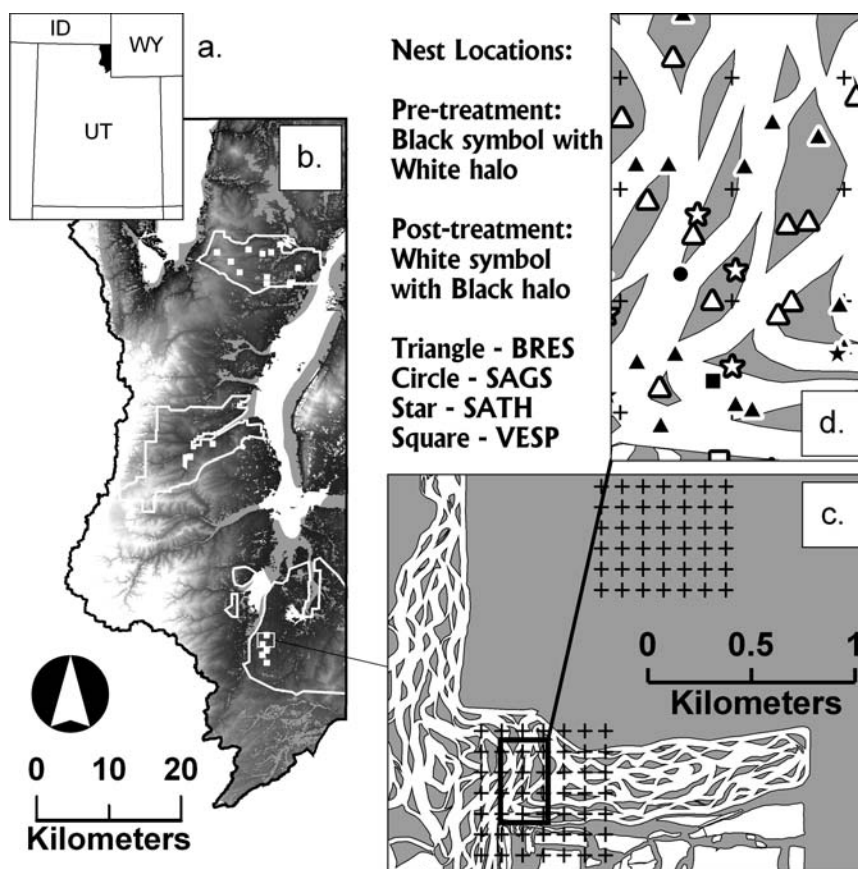 ID
WY
a.
UT
b.
Nest Locations:
Pre-treatment:
Black symbol with
White halo
Post-treatment:
White symbol
with Black halo
Triangle - BRES
Circle - SAGS
Star - SATH
Square - VESP
d.
c.
0 0.5 1
Kilometers
0 10 20
Kilometers